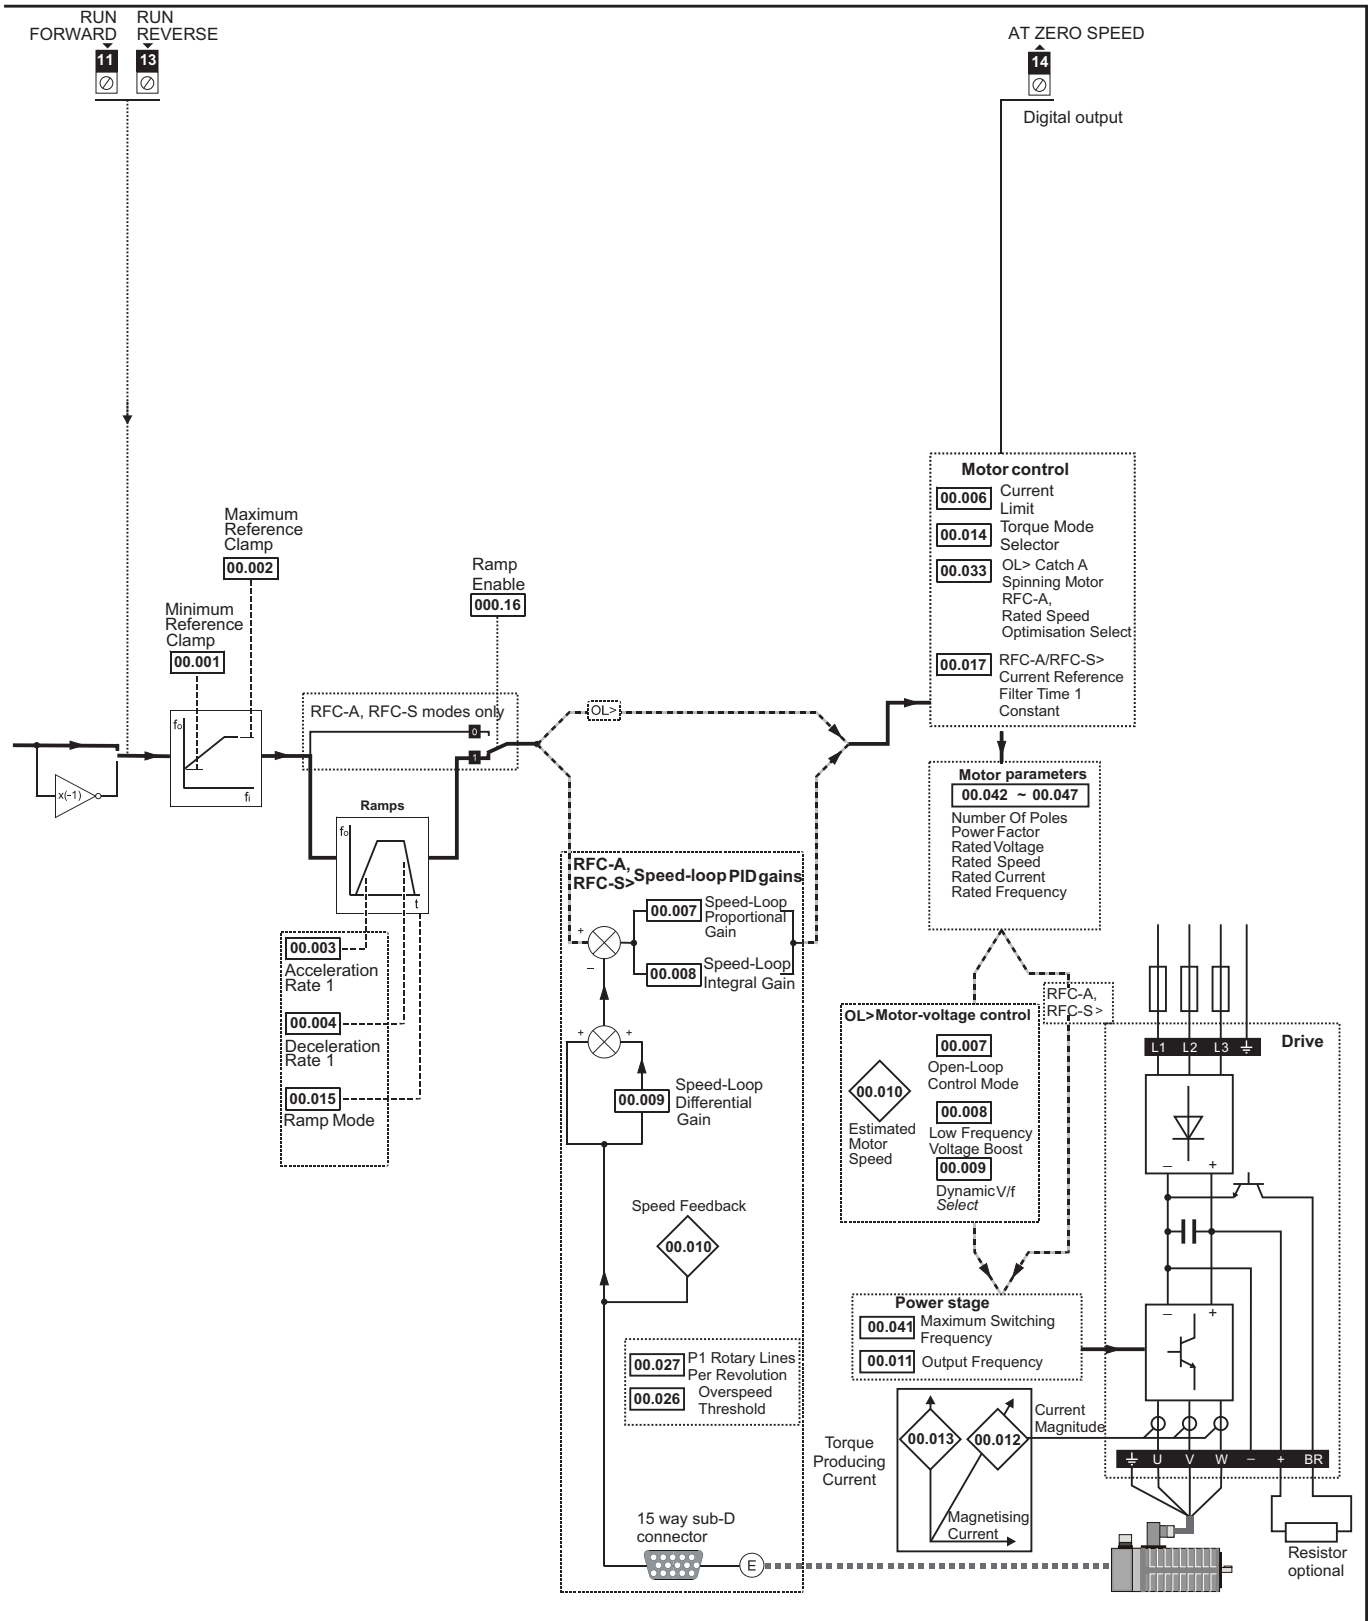 RUN
FORWARD
RUN
REVERSE
11
13
AT ZERO SPEED
14
Digital output
Maximum
Reference
Clamp
00.002
Minimum
Reference
Clamp
00.001
Ramp
Enable
000.16
RFC-A, RFC-S modes only
0
1
x(-1)
fo
fi
Ramps
fo
t
00.003
Acceleration
Rate 1
00.004
Deceleration
Rate 1
00.015
Ramp Mode
OL>
RFC-A,
RFC-S>
Speed-loop PID gains
00.007
Speed-Loop
Proportional
Gain
00.008
Speed-Loop
Integral Gain
+
–
+
+
00.009
Speed-Loop
Differential
Gain
Speed Feedback
00.010
00.027
P1 Rotary Lines
Per Revolution
00.026
Overspeed
Threshold
15 way sub-D
connector
E
Motor control
00.006
Current
Limit
00.014
Torque Mode
Selector
00.033
OL> Catch A
Spinning Motor
RFC-A,
Rated Speed
Optimisation Select
00.017
RFC-A/RFC-S>
Current Reference
Filter Time 1
Constant
Motor parameters
00.042 ~ 00.047
Number Of Poles
Power Factor
Rated Voltage
Rated Speed
Rated Current
Rated Frequency
RFC-A,
RFC-S>
OL> Motor-voltage control
00.007
Open-Loop
Control Mode
00.010
Estimated
Motor
Speed
00.008
Low Frequency
Voltage Boost
00.009
Dynamic V/f
Select
Power stage
00.041
Maximum Switching
Frequency
00.011
Output Frequency
Torque
Producing
Current
00.013
00.012
Current
Magnitude
Magnetising
Current
Drive
L1 L2 L3
–
+
–
+
U V W – + BR
Resistor
optional